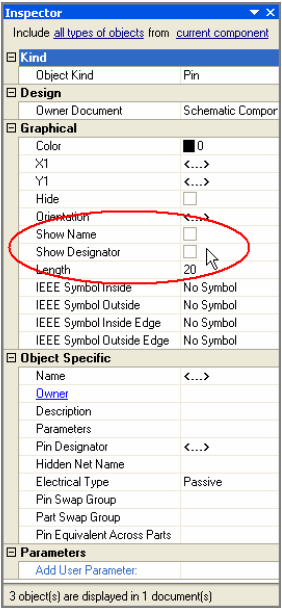 Inspector
Include all types of objects from current component
Kind
Object Kind Pin
Design
Owner Document Schematic Compor
Graphical
Color 0
X1 <...>
Y1 <...>
Hide
Orientation <...>
Show Name
Show Designator
Length 20
IEEE Symbol Inside No Symbol
IEEE Symbol Outside No Symbol
IEEE Symbol Inside Edge No Symbol
IEEE Symbol Outside Edge No Symbol
Object Specific
Name <...>
Owner
Description
Parameters
Pin Designator <...>
Hidden Net Name
Electrical Type Passive
Pin Swap Group
Part Swap Group
Pin Equivalent Across Parts
Parameters
Add User Parameter:
3 object(s) are displayed in 1 document(s)